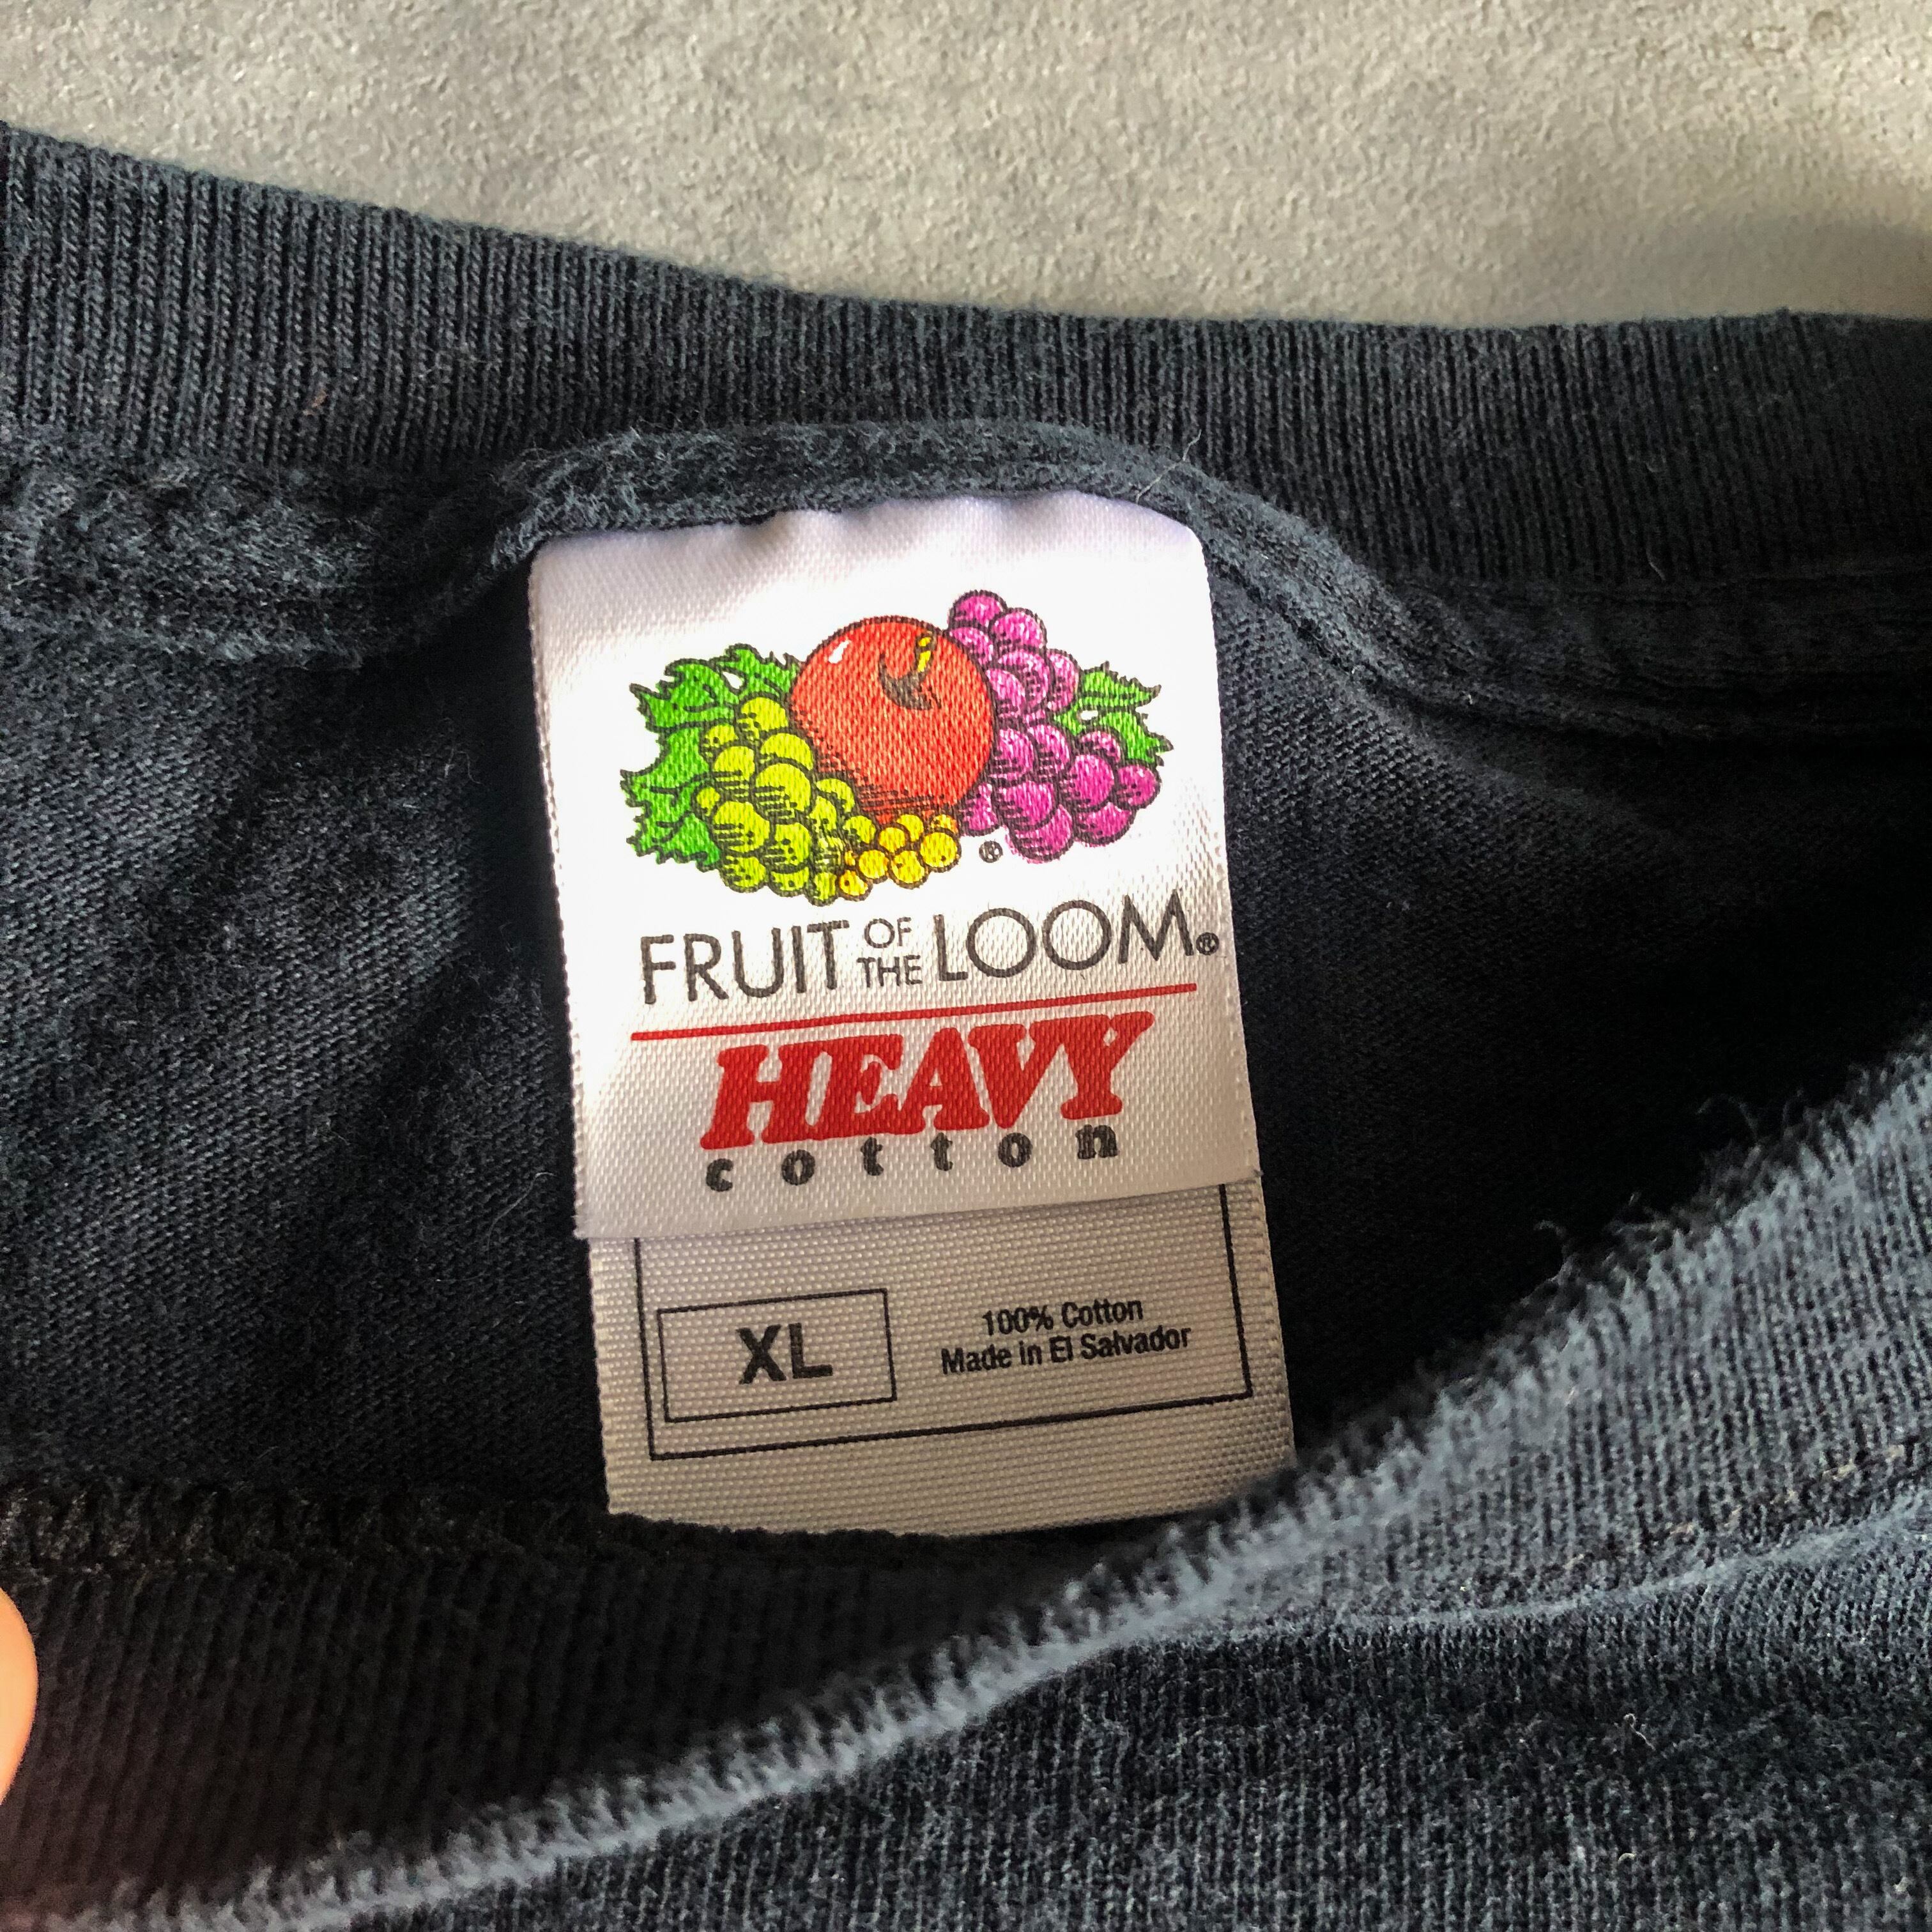 ®
FRUIT OF THE LOOM®
HEAVY
cotton
XL
100% Cotton
Made in El Salvador